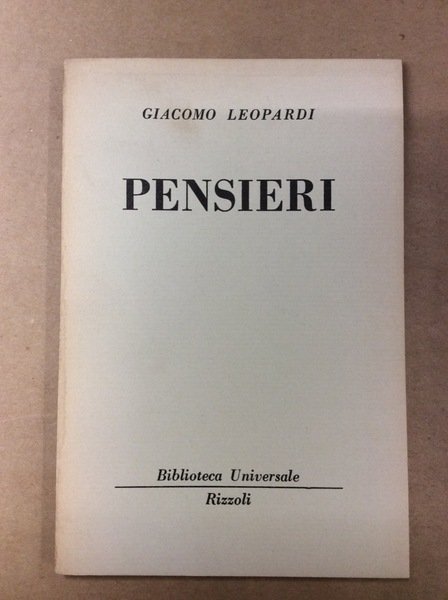 GIACOMO LEOPARDI
PENSIERI
Biblioteca Universale
Rizzoli